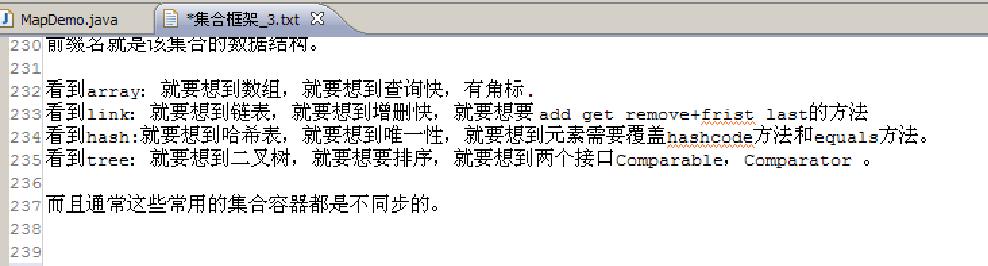 MapDemo.java
*集合框架_3.txt
230 前缀名就是该集合的数据结构。
231
232 看到array：就要想到数组，就要想到查询快，有角标.
233 看到link：就要想到链表，就要想到增删快，就要想要 add get remove+frist last的方法
234 看到hash:就要想到哈希表，就要想到唯一性，就要想到元素需要覆盖hashcode方法和equals方法。
235 看到tree：就要想到二叉树，就要想要排序，就要想到两个接口Comparable，Comparator 。
236
237 而且通常这些常用的集合容器都是不同步的。
238
239